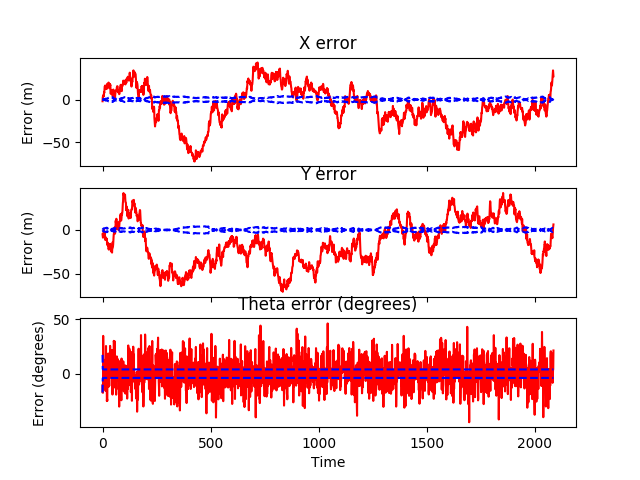 X error
Error (m)
0
−50
Y error
Error (m)
0
−50
Theta error (degrees)
Error (degrees)
50
0
0 500 1000 1500 2000
Time